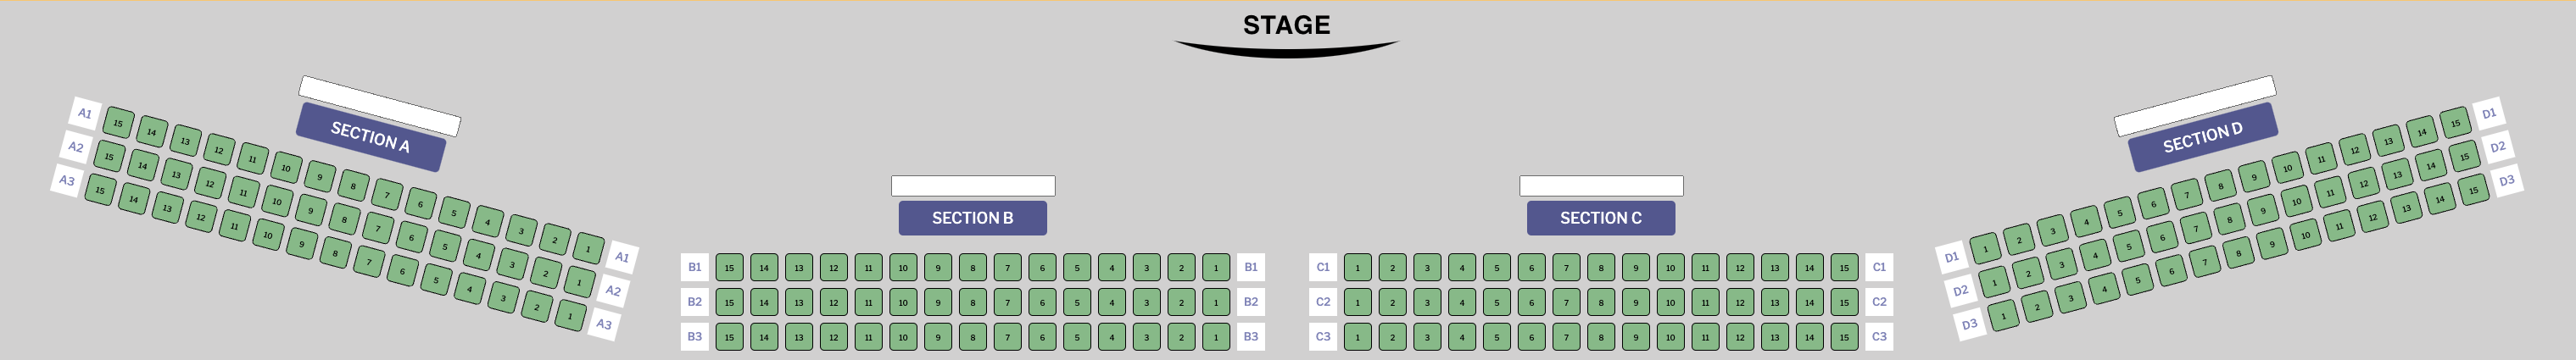 STAGE
SECTION A
A1 15 14 13 12 11 10 9 8 7 6 5 4 3 2 1 A1
A2 15 14 13 12 11 10 9 8 7 6 5 4 3 2 1 A2
A3 15 14 13 12 11 10 9 8 7 6 5 4 3 2 1 A3
SECTION B
B1 15 14 13 12 11 10 9 8 7 6 5 4 3 2 1 B1
B2 15 14 13 12 11 10 9 8 7 6 5 4 3 2 1 B2
B3 15 14 13 12 11 10 9 8 7 6 5 4 3 2 1 B3
SECTION C
C1 1 2 3 4 5 6 7 8 9 10 11 12 13 14 15 C1
C2 1 2 3 4 5 6 7 8 9 10 11 12 13 14 15 C2
C3 1 2 3 4 5 6 7 8 9 10 11 12 13 14 15 C3
SECTION D
D1 1 2 3 4 5 6 7 8 9 10 11 12 13 14 15 D1
D2 1 2 3 4 5 6 7 8 9 10 11 12 13 14 15 D2
D3 1 2 3 4 5 6 7 8 9 10 11 12 13 14 15 D3